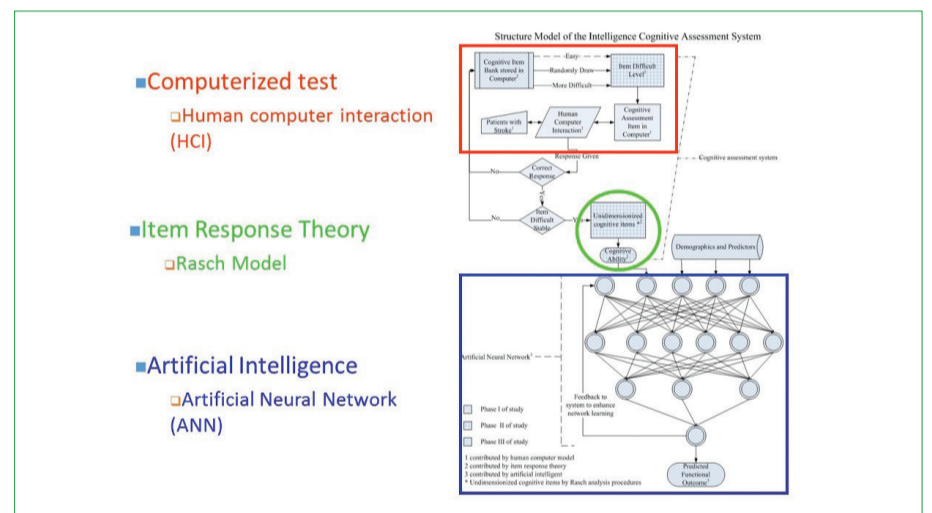 ■Computerized test
❑Human computer interaction
(HCI)
■Item Response Theory
❑Rasch Model
■Artificial Intelligence
❑Artificial Neural Network
(ANN)
Structure Model of the Intelligence Cognitive Assessment System
Cognitive Item
Bank stored in
Computer
Easy
Randomly Draw
More Difficult
Item Difficult
Level
Patients with
Stroke
Human
Computer
Interaction
Cognitive
Assessment
Item in
Computer
Response Given
Cognitive assessment system
No
Correct
Response
Yes
No
Item
Difficult
Stable
Yes
Unidimensionized
cognitive items *
Cognitive
Ability
Demographics and Predictors
Artificial Neural Network
Feedback to
system to enhance
network learning
Phase I of study
Phase II of study
Phase III of study
1 contributed by human computer model
2 contributed by item response theory
3 contributed by artificial intelligent
* Undimensionized cognitive items by Rasch analysis procedures
Predicted
Functional
Outcome